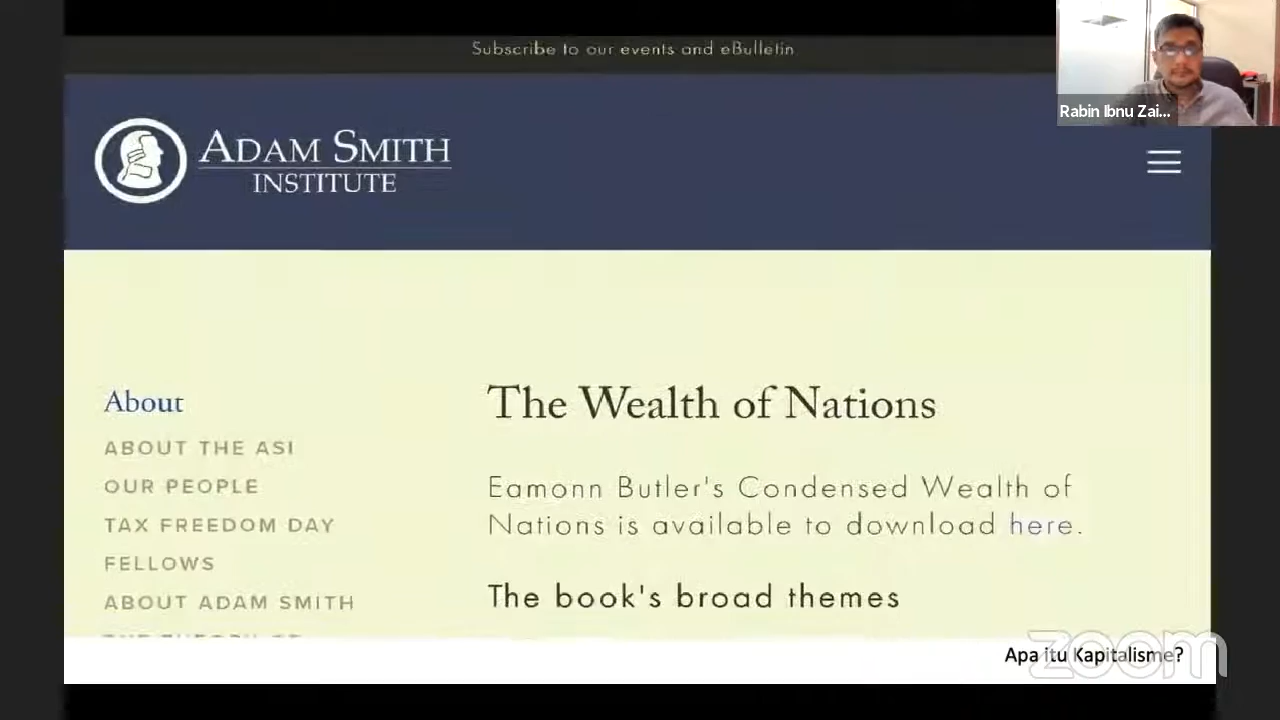 Subscribe to our events and eBulletin
Rabin Ibnu Zai...
ADAM SMITH
INSTITUTE
About
ABOUT THE ASI
OUR PEOPLE
TAX FREEDOM DAY
FELLOWS
ABOUT ADAM SMITH
The Wealth of Nations
Eamonn Butler's Condensed Wealth of
Nations is available to download here.
The book's broad themes
Apa itu Kapitalisme?
zoom